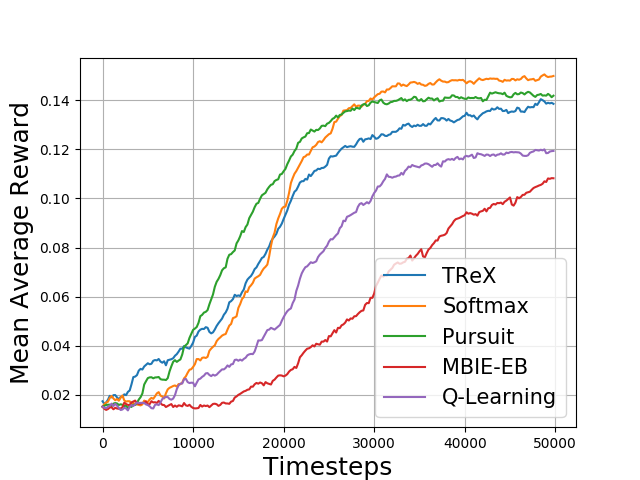 0.14
0.12
0.10
0.08
0.06
0.04
0.02
Mean Average Reward
TReX
Softmax
Pursuit
MBIE-EB
Q-Learning
0 10000 20000 30000 40000 50000
Timesteps